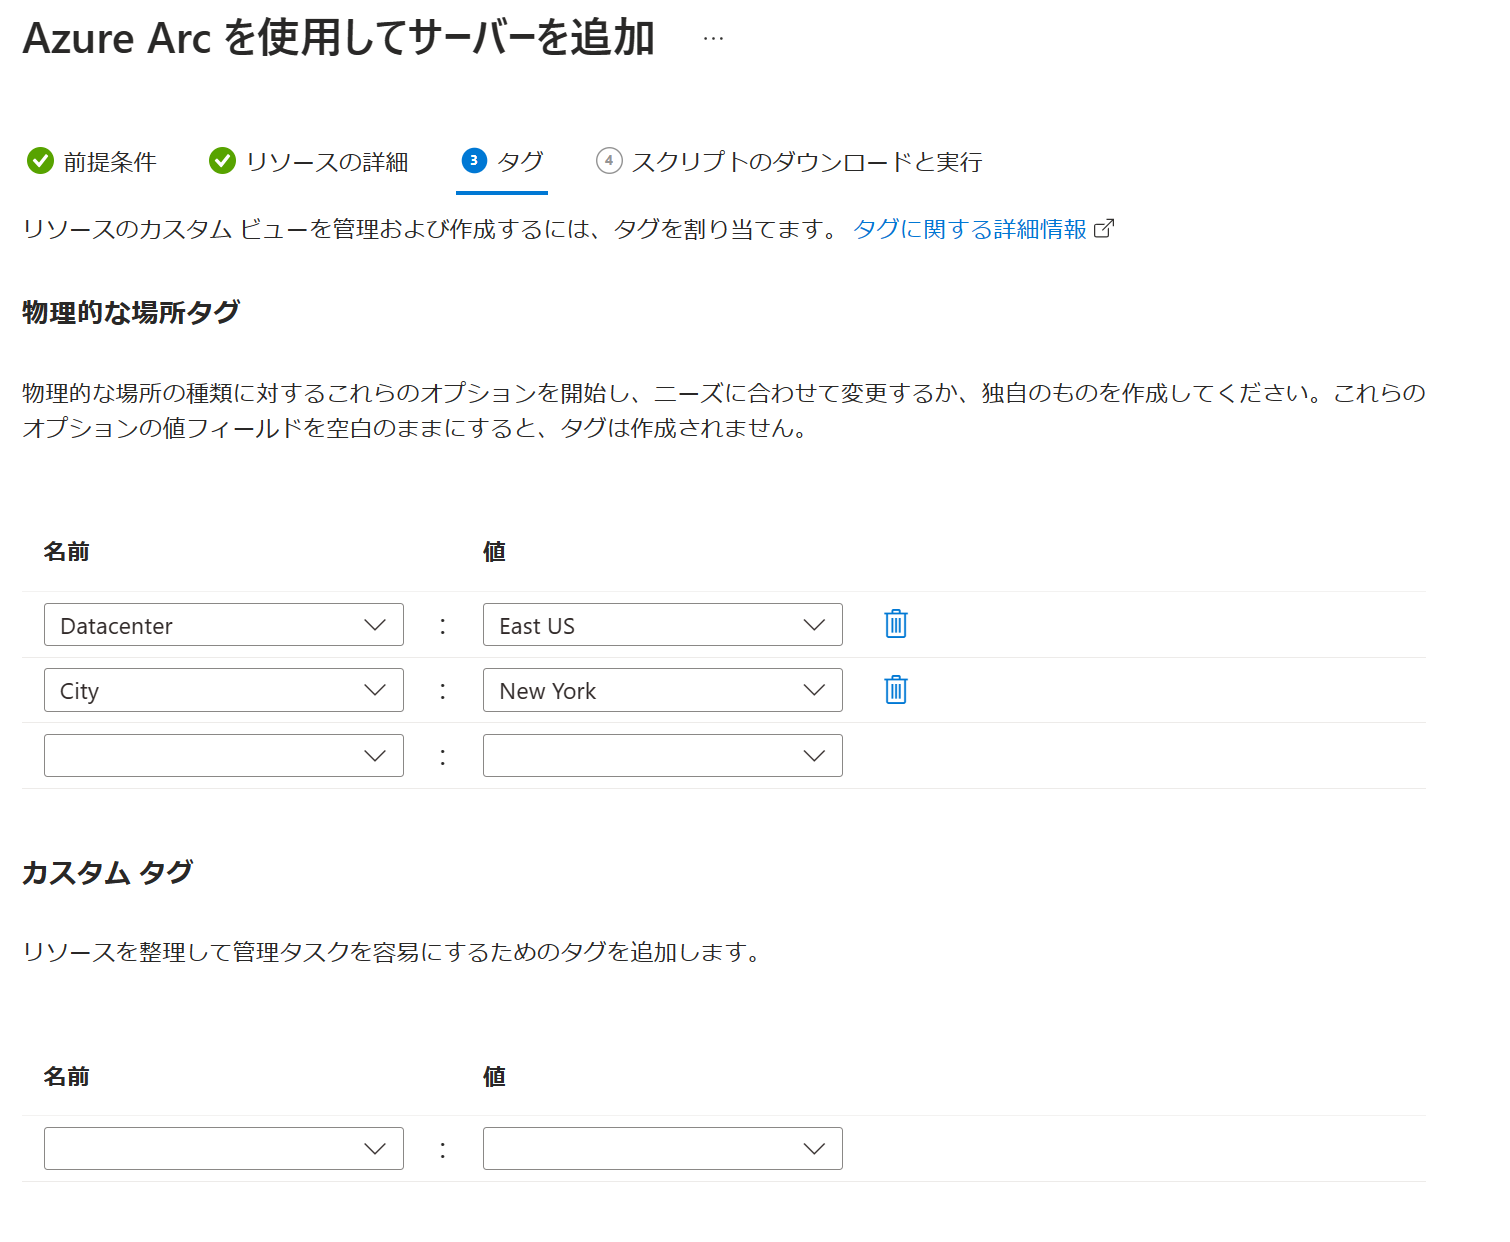 Azure Arc を使用してサーバーを追加 …
前提条件 リソースの詳細 3 タグ 4 スクリプトのダウンロードと実行
リソースのカスタム ビューを管理および作成するには、タグを割り当てます。 タグに関する詳細情報
物理的な場所タグ
物理的な場所の種類に対するこれらのオプションを開始し、ニーズに合わせて変更するか、独自のものを作成してください。これらの
オプションの値フィールドを空白のままにすると、タグは作成されません。
名前 値
Datacenter : East US
City : New York
:
カスタム タグ
リソースを整理して管理タスクを容易にするためのタグを追加します。
名前 値
: